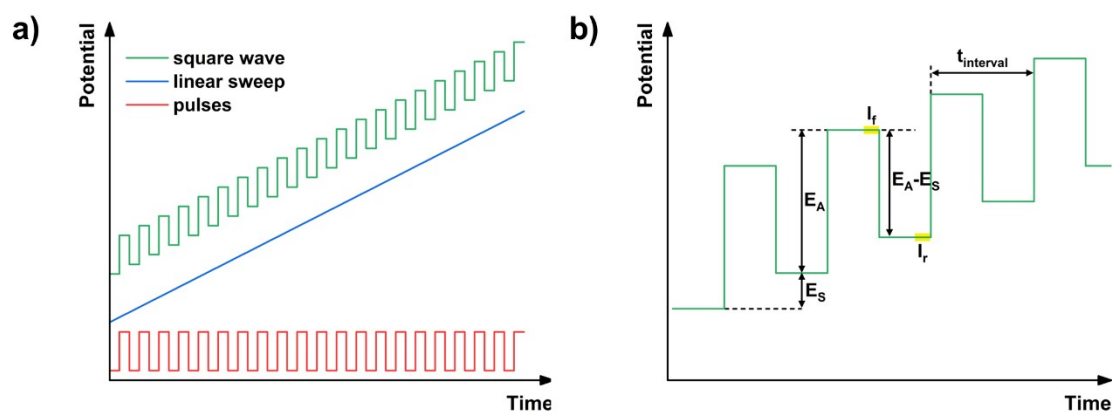 a)
Potential
square wave
linear sweep
pulses
Time
b)
Potential
t_interval
I_f
E_A-E_S
E_A
I_r
E_S
Time